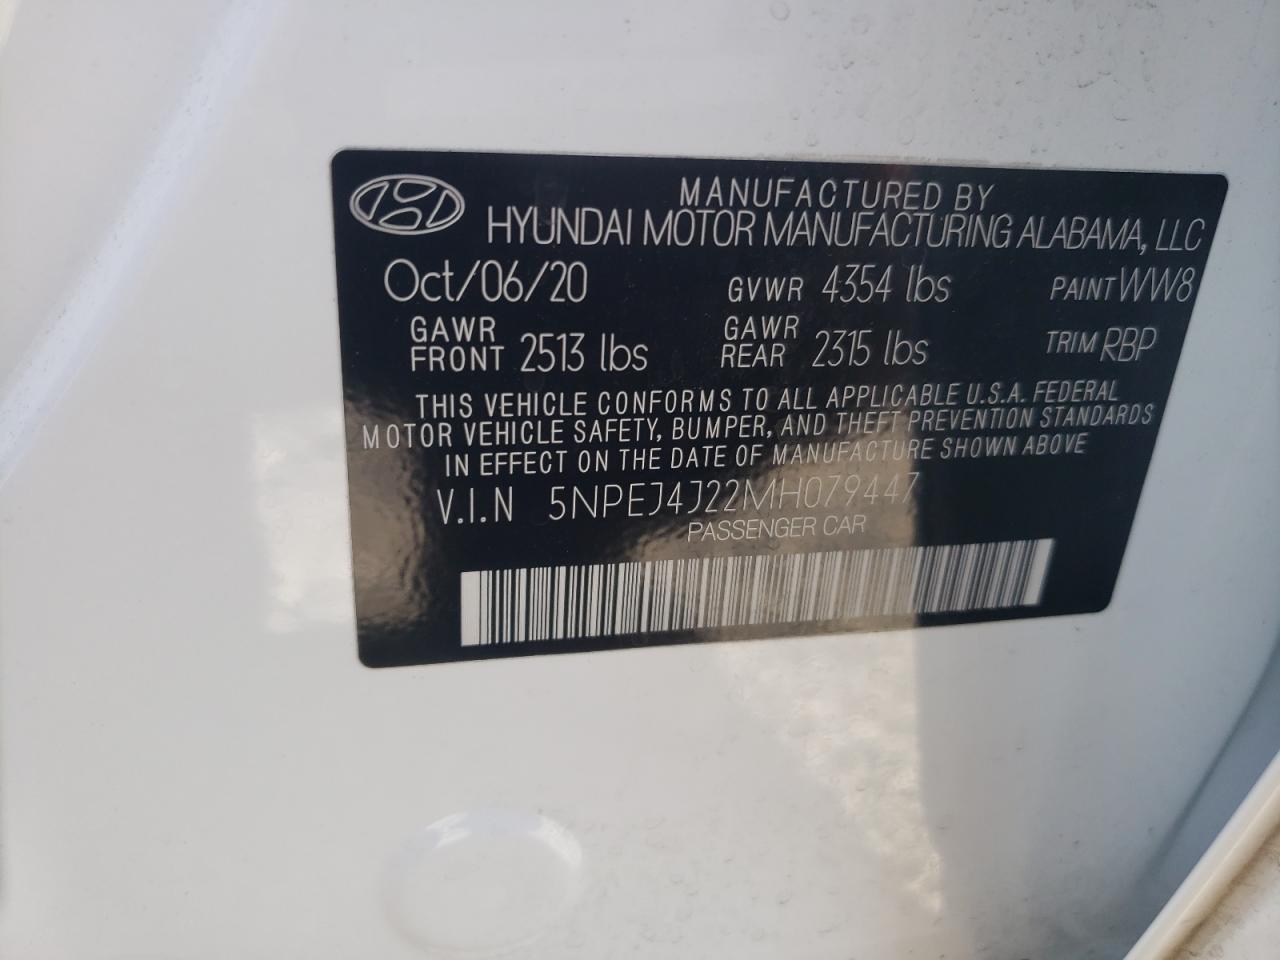 MANUFACTURED BY
HYUNDAI MOTOR MANUFACTURING ALABAMA, LLC
Oct/06/20 GVWR 4354 lbs PAINT WW8
GAWR FRONT 2513 lbs GAWR REAR 2315 lbs TRIM RBP
THIS VEHICLE CONFORMS TO ALL APPLICABLE U.S.A. FEDERAL
MOTOR VEHICLE SAFETY, BUMPER, AND THEFT PREVENTION STANDARDS
IN EFFECT ON THE DATE OF MANUFACTURE SHOWN ABOVE
V.I.N 5NPEJ4J22MH079447
PASSENGER CAR